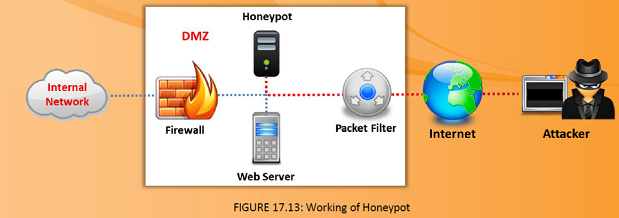 Honeypot
DMZ
Internal
Network
Firewall
Packet Filter
Internet
Attacker
Web Server
FIGURE 17.13: Working of Honeypot